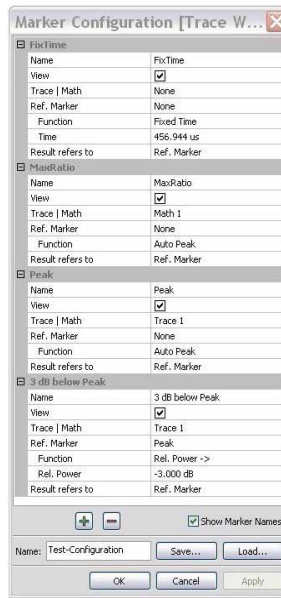 Marker Configuration [Trace W...
FixTime
Name FixTime
View
Trace | Math None
Ref. Marker None
Function Fixed Time
Time 456.944 us
Result refers to Ref. Marker
MaxRatio
Name MaxRatio
View
Trace | Math Math 1
Ref. Marker None
Function Auto Peak
Result refers to Ref. Marker
Peak
Name Peak
View
Trace | Math Trace 1
Ref. Marker None
Function Auto Peak
Result refers to Ref. Marker
3 dB below Peak
Name 3 dB below Peak
View
Trace | Math Trace 1
Ref. Marker Peak
Function Rel. Power ->
Rel. Power -3.000 dB
Result refers to Ref. Marker
Show Marker Names
Name: Test-Configuration Save... Load...
OK Cancel Apply